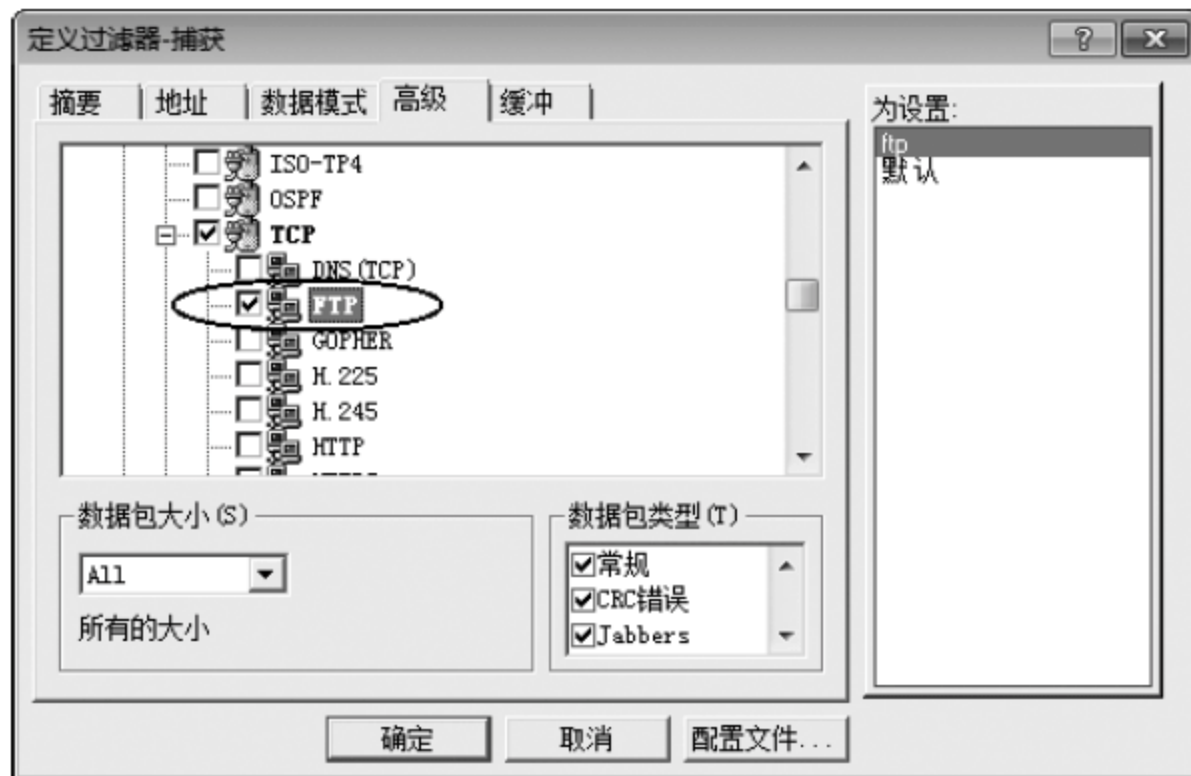 定义过滤器-捕获
摘要 地址 数据模式 高级 缓冲
ISO-TP4
OSPF
TCP
DNS(TCP)
FTP
GOPHER
H.225
H.245
HTTP
数据包大小(S)
All
所有的大小
数据包类型(T)
常规
CRC错误
Jabbers
为设置:
ftp
默认
确定 取消 配置文件...